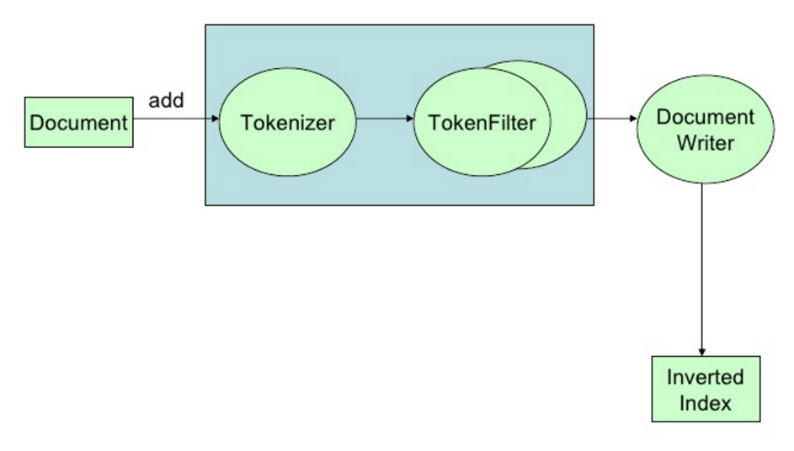 add
Document
Tokenizer
TokenFilter
Document
Writer
Inverted
Index